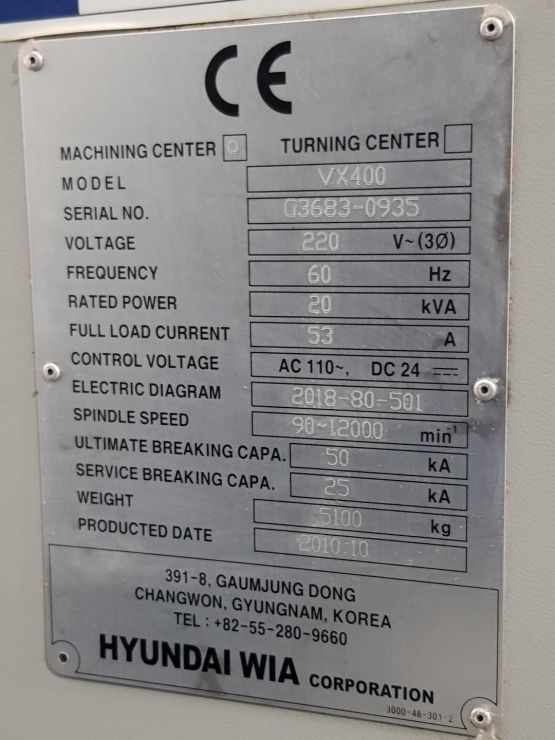 CE
MACHINING CENTER O TURNING CENTER
MODEL VX400
SERIAL NO. G3683-0935
VOLTAGE 220 V~(3Ø)
FREQUENCY 60 Hz
RATED POWER 20 kVA
FULL LOAD CURRENT 53 A
CONTROL VOLTAGE AC 110~, DC 24 ⎓
ELECTRIC DIAGRAM 2018-80-501
SPINDLE SPEED 90~12000 min⁻¹
ULTIMATE BREAKING CAPA. 50 kA
SERVICE BREAKING CAPA. 25 kA
WEIGHT 5100 kg
PRODUCTED DATE 2010.10
391-8, GAUMJUNG DONG
CHANGWON, GYUNGNAM, KOREA
TEL : +82-55-280-9660
HYUNDAI WIA CORPORATION
3000-48-301-2